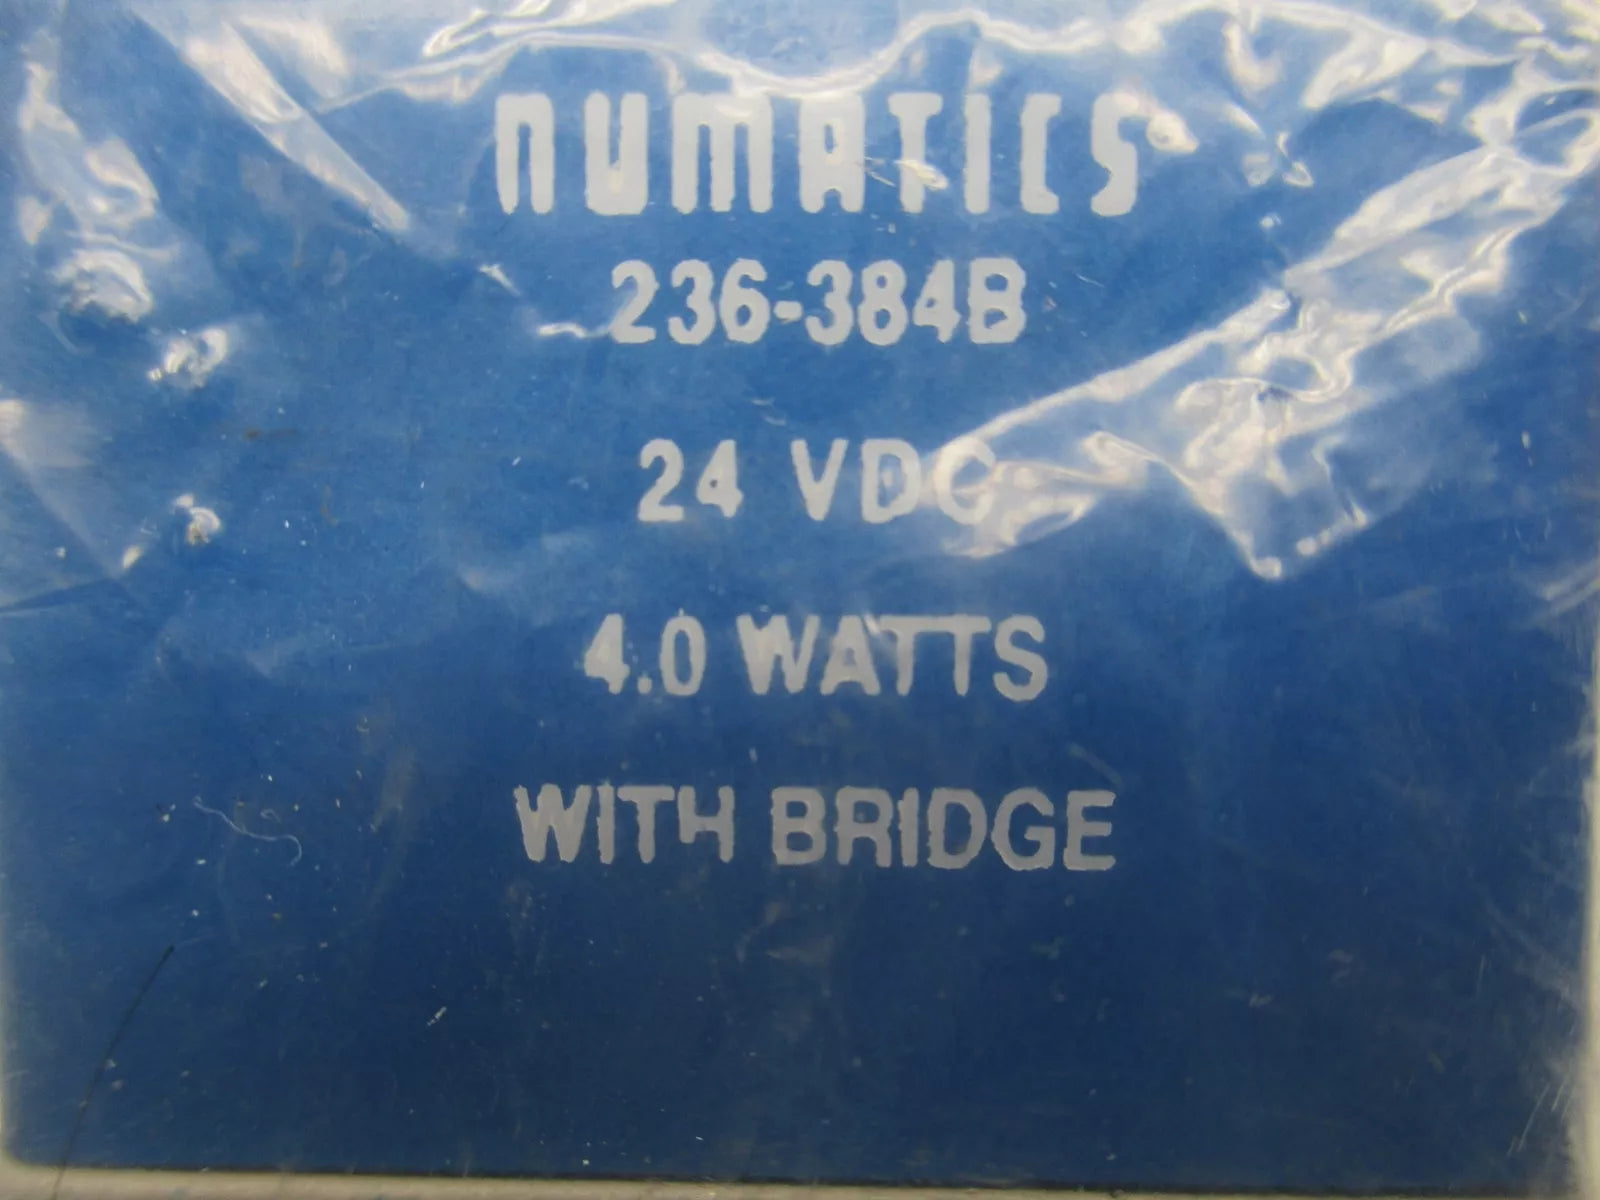 NUMATICS
236-384B
24 VDC
4.0 WATTS
WITH BRIDGE